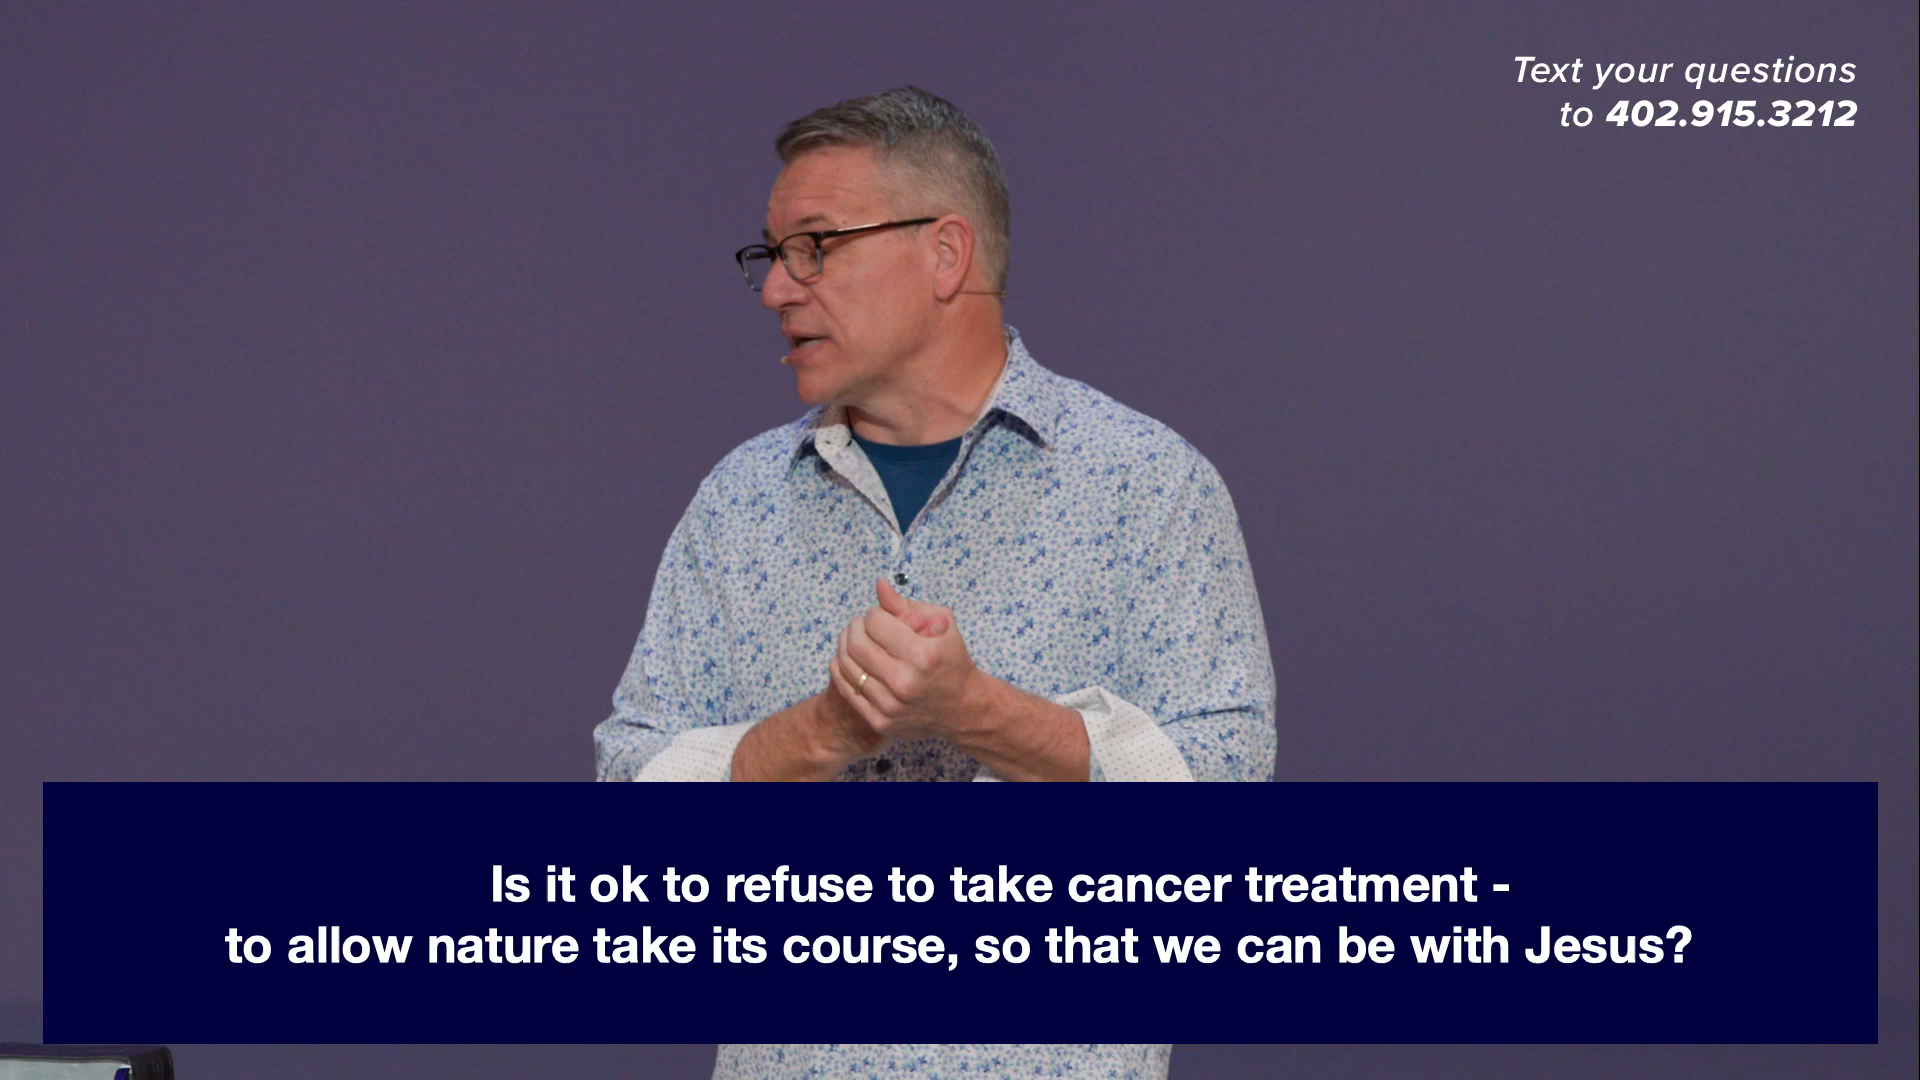 Text your questions
to 402.915.3212
Is it ok to refuse to take cancer treatment -
to allow nature take its course, so that we can be with Jesus?